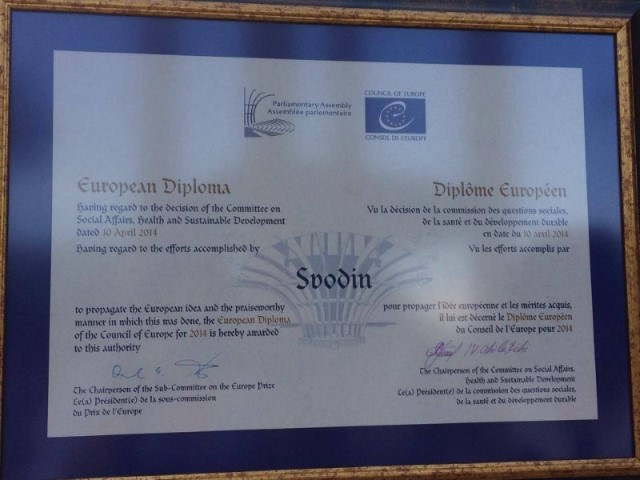 Parliamentary Assembly
Assemblée parlementaire
COUNCIL OF EUROPE
CONSEIL DE L'EUROPE
European Diploma
Having regard to the decision of the Committee on
Social Affairs, Health and Sustainable Development
dated 10 April 2014
Having regard to the efforts accomplished by
Diplôme Européen
Vu la décision de la commission des questions sociales,
de la santé et du développement durable
en date du 10 avril 2014
Vu les efforts accomplis par
Svodin
to propagate the European idea and the praiseworthy
manner in which this was done, the European Diploma
of the Council of Europe for 2014 is hereby awarded
to this authority
pour propager l'idée européenne et les mérites acquis,
il lui est décerné le Diplôme Européen
du Conseil de l'Europe pour 2014
The Chairperson of the Sub-Committee on the Europe Prize
Le(a) Président(e) de la sous-commission
du Prix de l'Europe
The Chairperson of the Committee on Social Affairs,
Health and Sustainable Development
Le(a) Président(e) de la commission des questions sociales,
de la santé et du développement durable